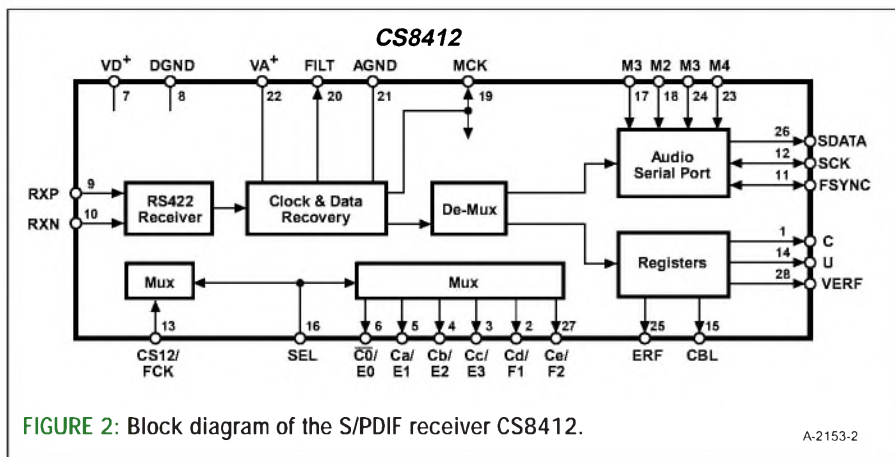 CS8412
VD+ DGND VA+ FILT AGND MCK M3 M2 M3 M4
7 8 22 20 21 19 17 18 24 23
RXP 9
RXN 10
RS422 Receiver
Clock & Data Recovery
De-Mux
Audio Serial Port
26 SDATA
12 SCK
11 FSYNC
Registers
1 C
14 U
28 VERF
Mux
Mux
13 16 6 5 4 3 2 27 25 15
CS12/ SEL C̅0̅/ Ca/ Cb/ Cc/ Cd/ Ce/ ERF CBL
FCK E0 E1 E2 E3 F1 F2
FIGURE 2: Block diagram of the S/PDIF receiver CS8412.
A-2153-2